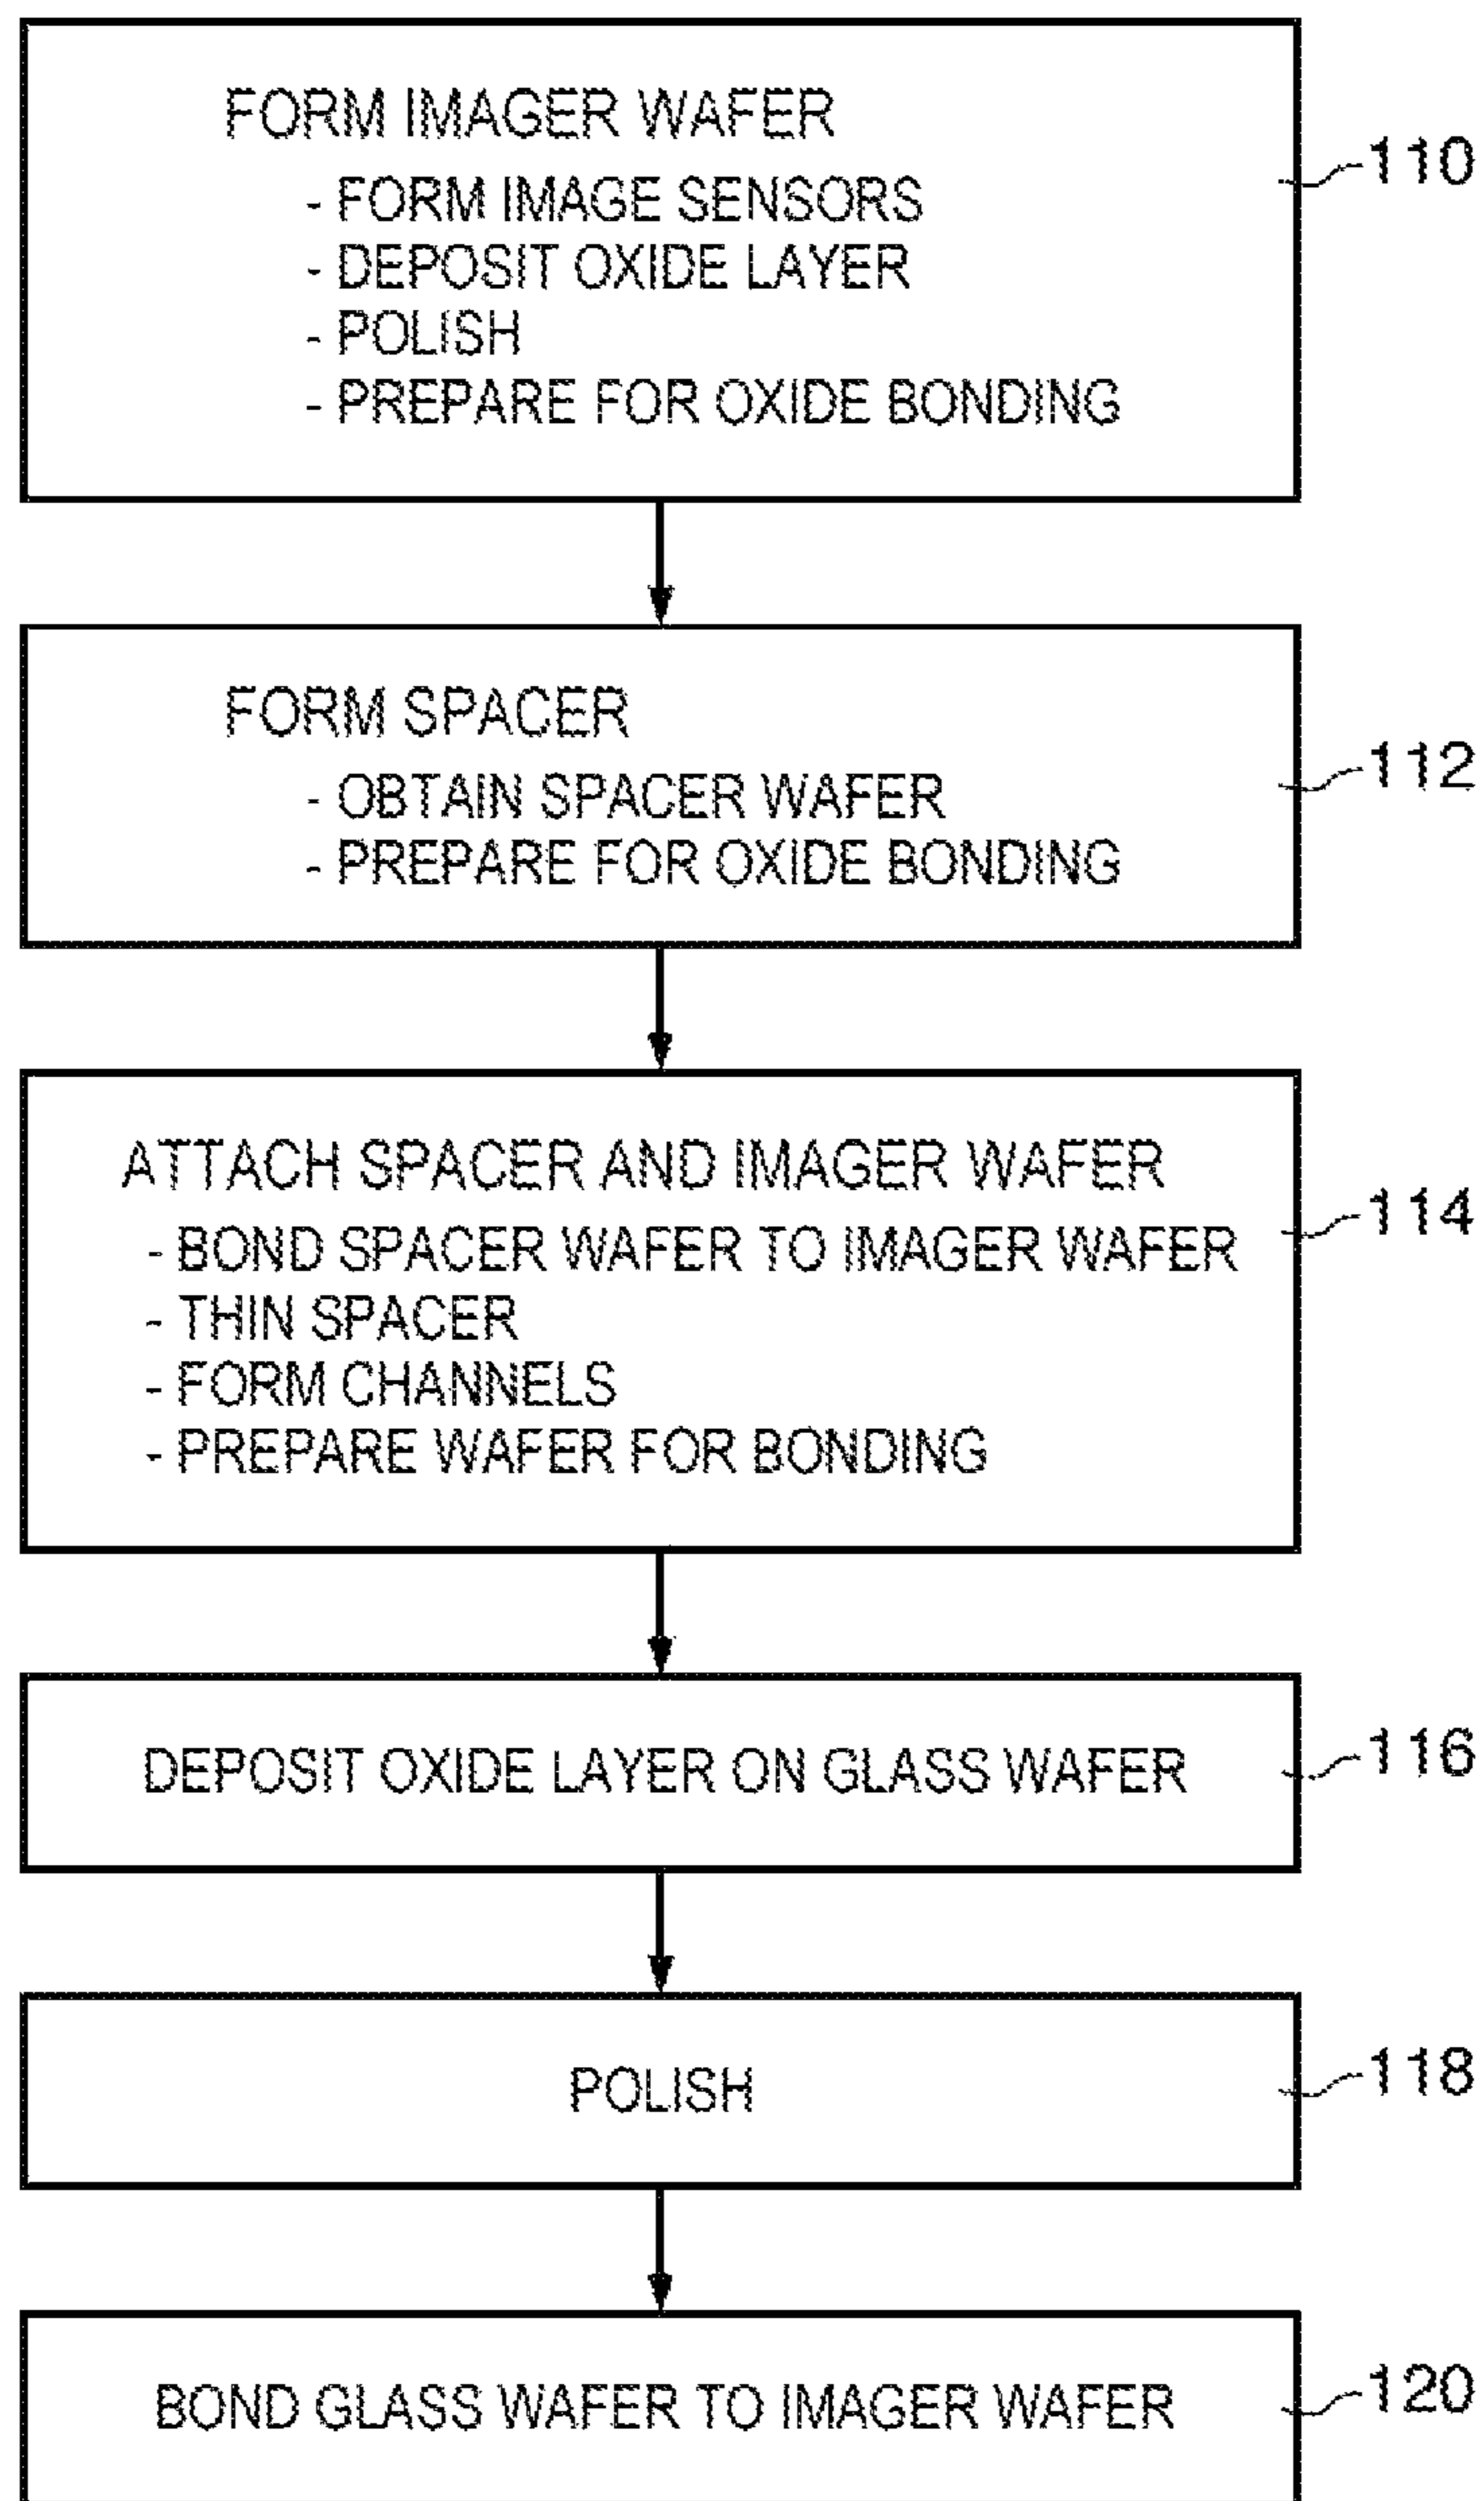 FORM IMAGER WAFER
- FORM IMAGE SENSORS
- DEPOSIT OXIDE LAYER
- POLISH
- PREPARE FOR OXIDE BONDING
110
FORM SPACER
- OBTAIN SPACER WAFER
- PREPARE FOR OXIDE BONDING
112
ATTACH SPACER AND IMAGER WAFER
- BOND SPACER WAFER TO IMAGER WAFER
- THIN SPACER
- FORM CHANNELS
- PREPARE WAFER FOR BONDING
114
DEPOSIT OXIDE LAYER ON GLASS WAFER
116
POLISH
118
BOND GLASS WAFER TO IMAGER WAFER
120